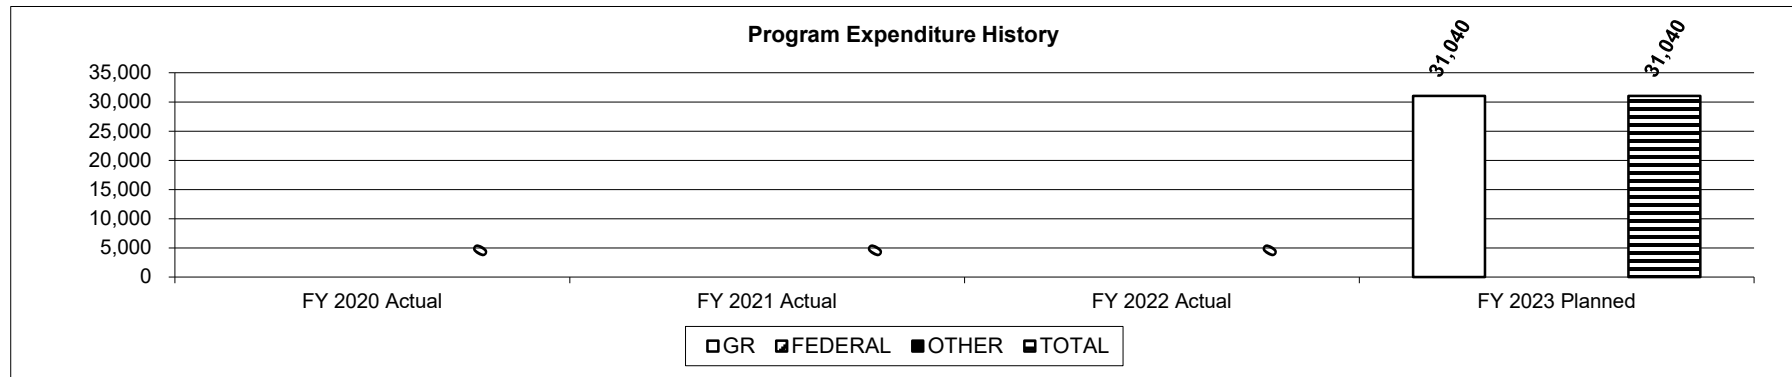 Program Expenditure History
31,040
31,040
35,000
30,000
25,000
20,000
15,000
10,000
5,000
0
0
0
0
FY 2020 Actual
FY 2021 Actual
FY 2022 Actual
FY 2023 Planned
GR FEDERAL OTHER TOTAL